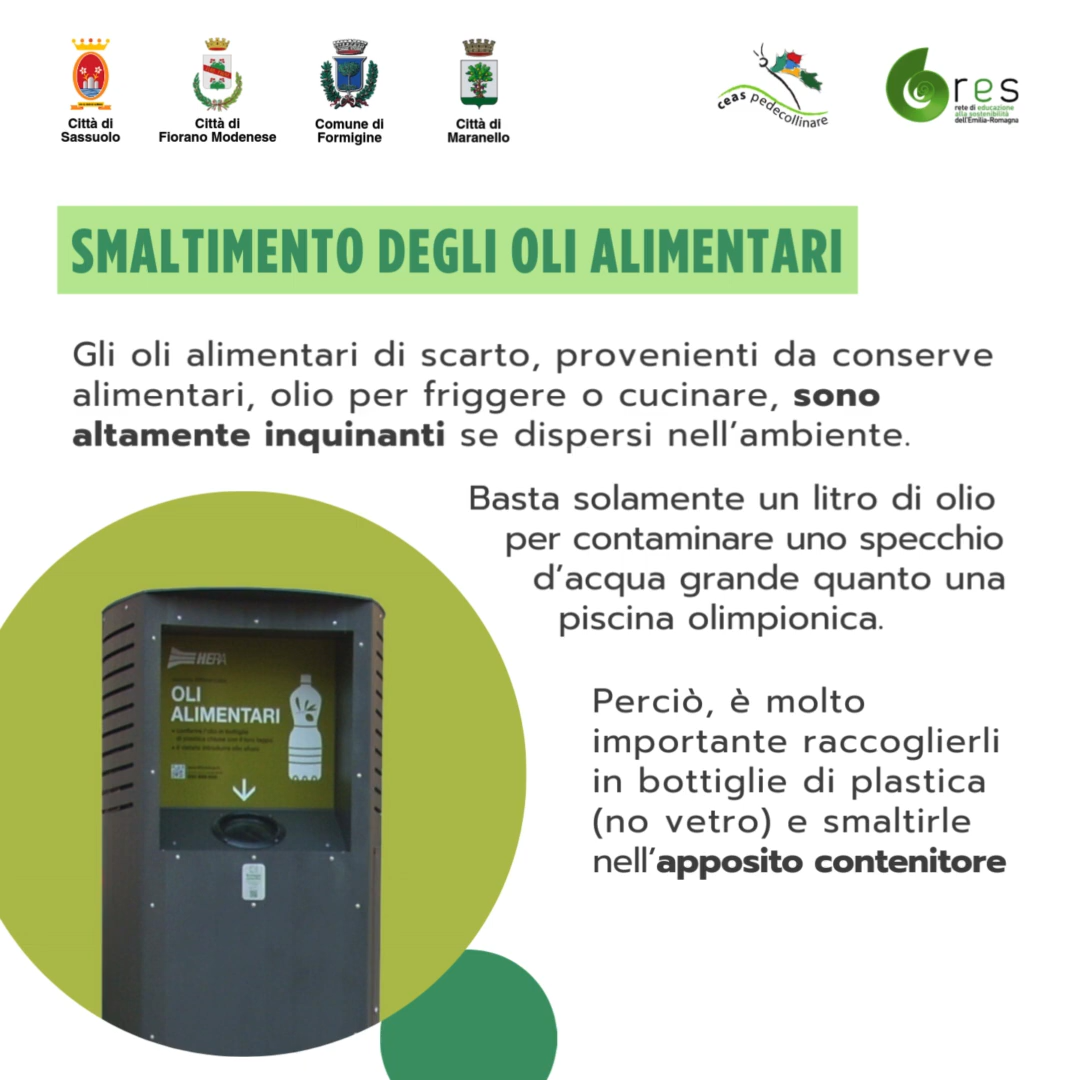 Città di
Sassuolo
Città di
Fiorano Modenese
Comune di
Formigine
Città di
Maranello
ceas pedecollinare
res
rete di educazione
alla sostenibilità
dell'Emilia-Romagna
SMALTIMENTO DEGLI OLI ALIMENTARI
Gli oli alimentari di scarto, provenienti da conserve
alimentari, olio per friggere o cucinare, sono
altamente inquinanti se dispersi nell'ambiente.
Basta solamente un litro di olio
per contaminare uno specchio
d'acqua grande quanto una
piscina olimpionica.
Perciò, è molto
importante raccoglierli
in bottiglie di plastica
(no vetro) e smaltirle
nell'apposito contenitore
HERA
OLI
ALIMENTARI